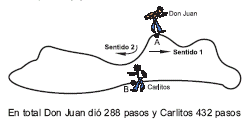 Don Juan
Sentido 2
A
Sentido 1
B
Carlitos
En total Don Juan dió 288 pasos y Carlitos 432 pasos